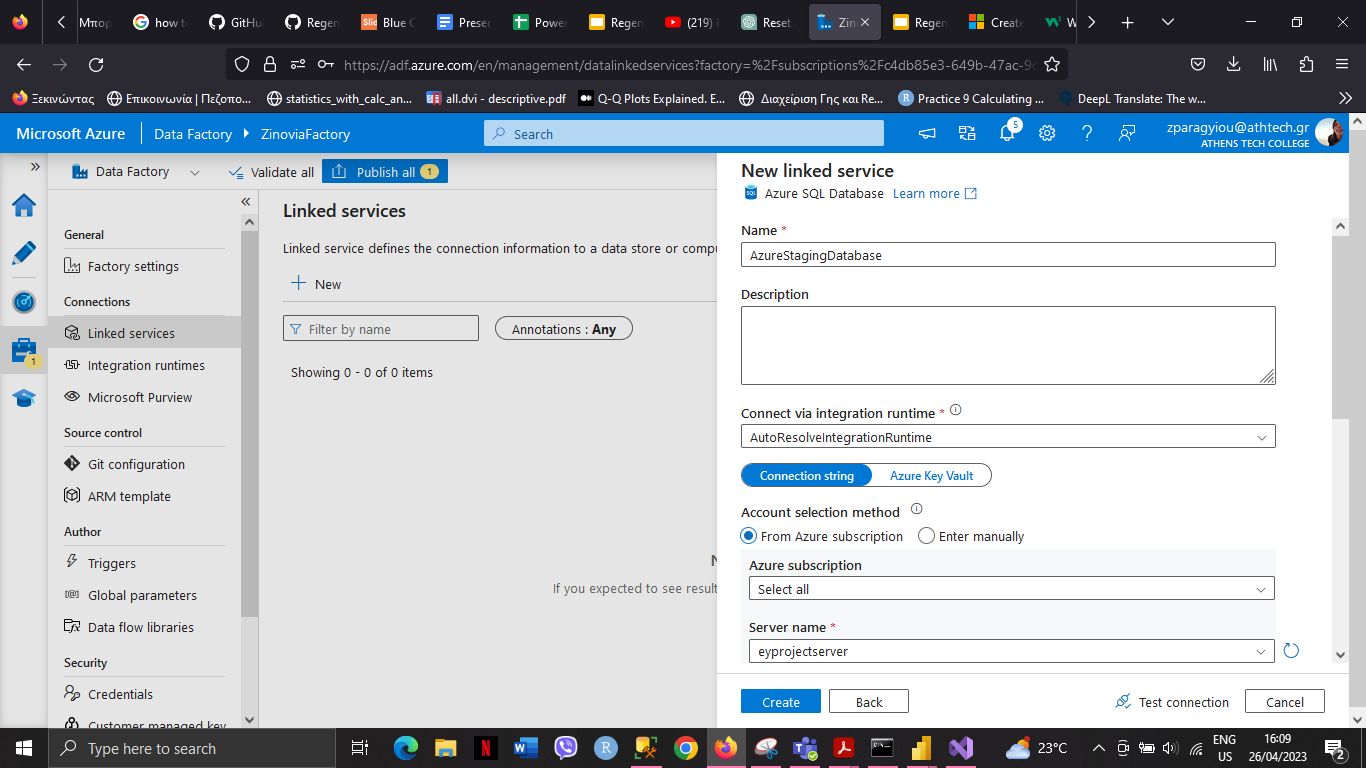 Μπορ
how to
GitHu
Regen
Slic
Blue C
Presen
Power
Regen
(219) R
Reset
Zin
Regen
Create
W
https://adf.azure.com/en/management/datalinkedservices?factory=%2Fsubscriptions%2Fc4db85e3-649b-47ac-9c
Ξεκινώντας
Επικοινωνία | Πεζοπο...
statistics_with_calc_an...
all.dvi - descriptive.pdf
Q-Q Plots Explained. E...
Διαχείριση Γης και Re...
Practice 9 Calculating ...
DeepL Translate: The w...
Microsoft Azure
Data Factory
ZinoviaFactory
Search
5
zparagyiou@athtech.gr
ATHENS TECH COLLEGE
Data Factory
Validate all
Publish all 1
General
Factory settings
Connections
Linked services
Integration runtimes
Microsoft Purview
Source control
Git configuration
ARM template
Author
Triggers
Global parameters
Data flow libraries
Security
Credentials
Customer managed key
1
Linked services
Linked service defines the connection information to a data store or compu
New
Filter by name
Annotations : Any
Showing 0 - 0 of 0 items
N
If you expected to see result
New linked service
SQL
Azure SQL Database
Learn more
Name *
AzureStagingDatabase
Description
Connect via integration runtime *
AutoResolveIntegrationRuntime
Connection string
Azure Key Vault
Account selection method
From Azure subscription
Enter manually
Azure subscription
Select all
Server name *
eyprojectserver
Create
Back
Test connection
Cancel
Type here to search
23°C
ENG
US
16:09
26/04/2023
2